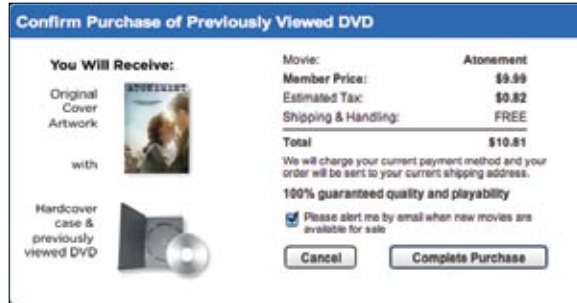 Confirm Purchase of Previously Viewed DVD
You Will Receive:
Original
Cover
Artwork
ATONEMENT
with
Hardcover
case &
previously
viewed DVD
Movie: Atonement
Member Price: $9.99
Estimated Tax: $0.82
Shipping & Handling: FREE
Total $10.81
We will charge your current payment method and your
order will be sent to your current shipping address.
100% guaranteed quality and playability
Please alert me by email when new movies are
available for sale
Cancel Complete Purchase